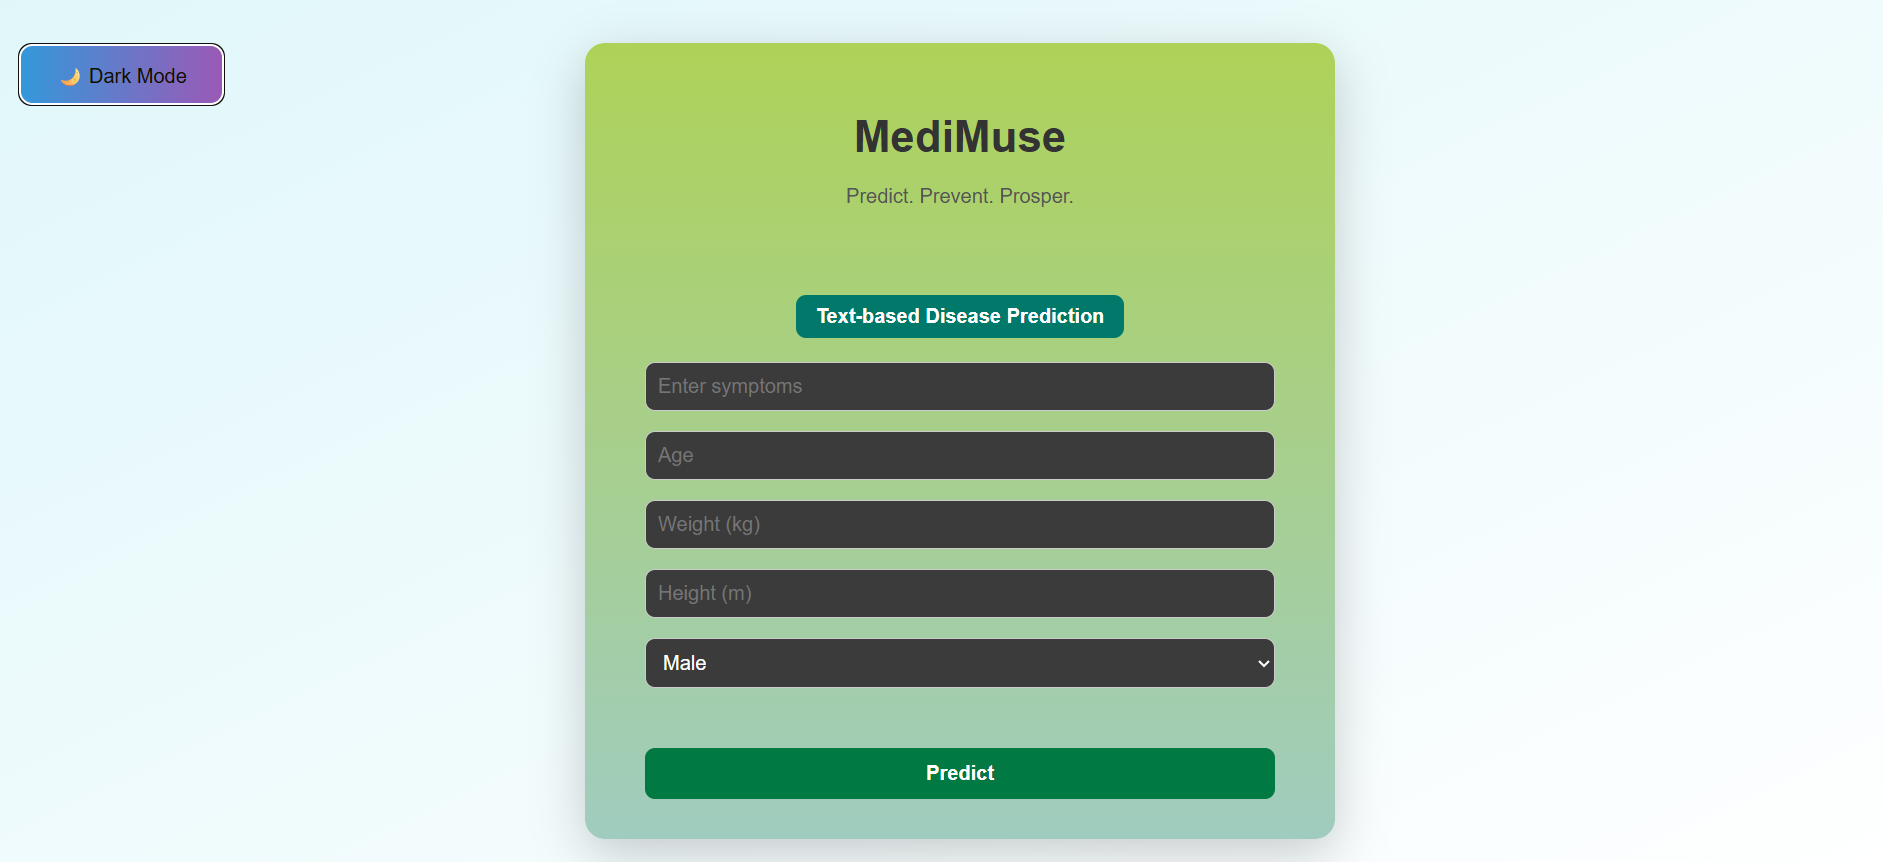 🌙 Dark Mode
MediMuse
Predict. Prevent. Prosper.
Text-based Disease Prediction
Enter symptoms
Age
Weight (kg)
Height (m)
Male
Predict